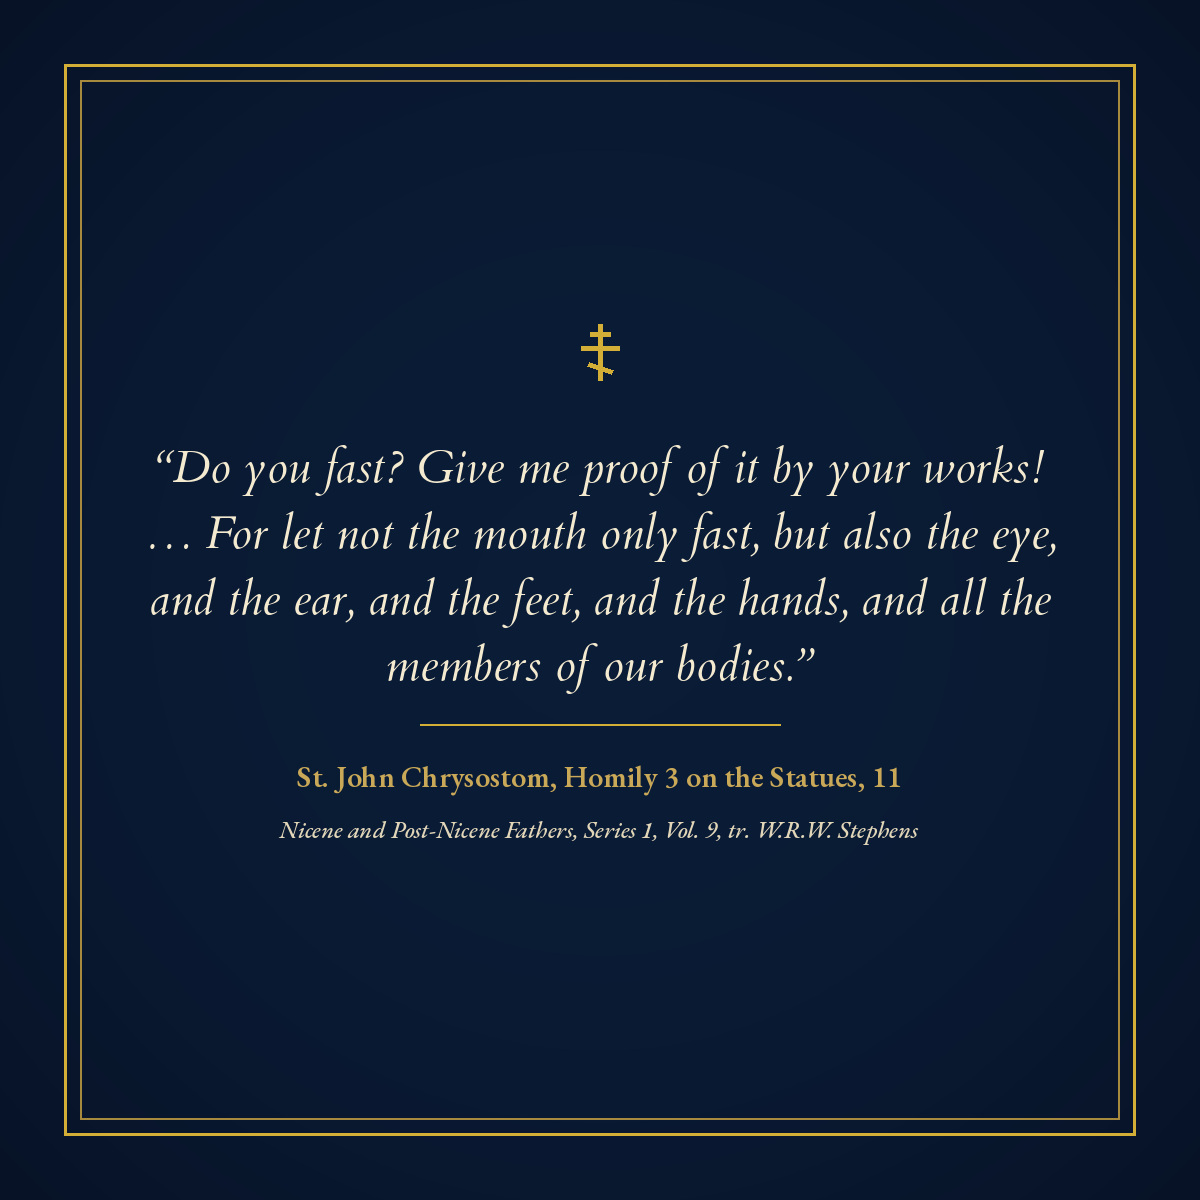 “Do you fast? Give me proof of it by your works!
… For let not the mouth only fast, but also the eye,
and the ear, and the feet, and the hands, and all the
members of our bodies.”
St. John Chrysostom, Homily 3 on the Statues, 11
Nicene and Post-Nicene Fathers, Series 1, Vol. 9, tr. W.R.W. Stephens